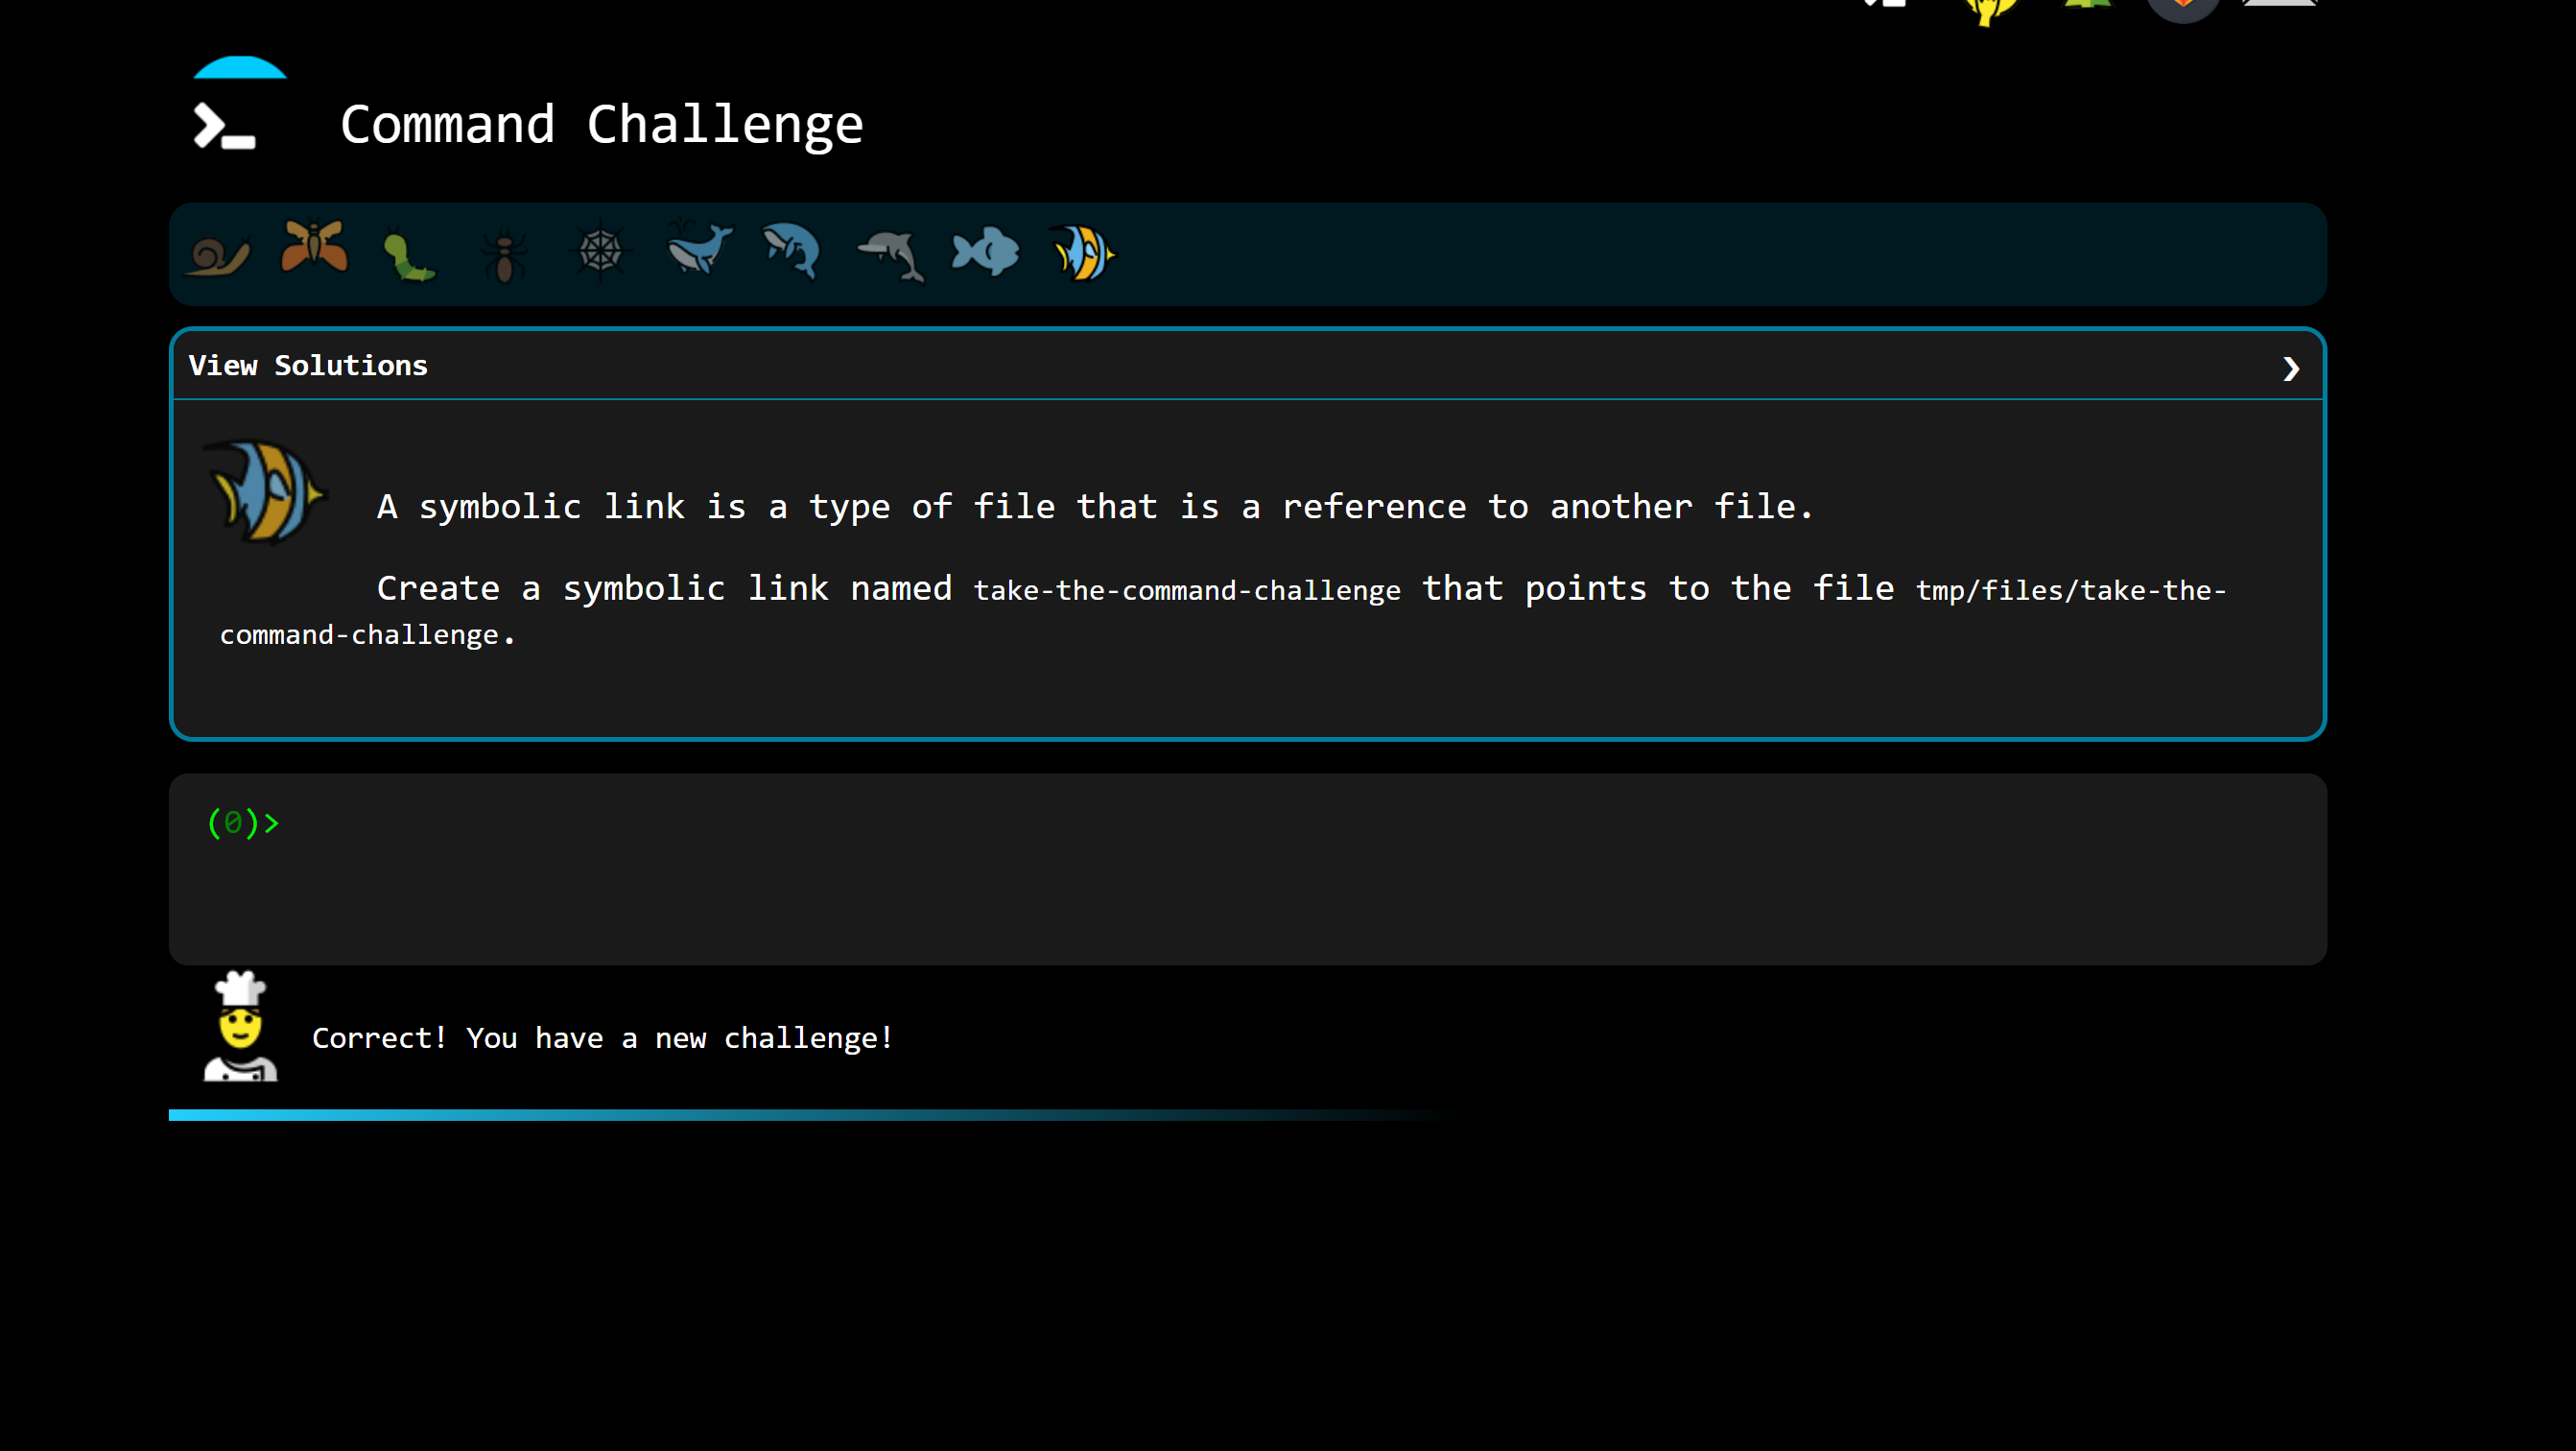 Command Challenge
View Solutions
A symbolic link is a type of file that is a reference to another file.
Create a symbolic link named take-the-command-challenge that points to the file tmp/files/take-the-
command-challenge.
(0)>
Correct! You have a new challenge!